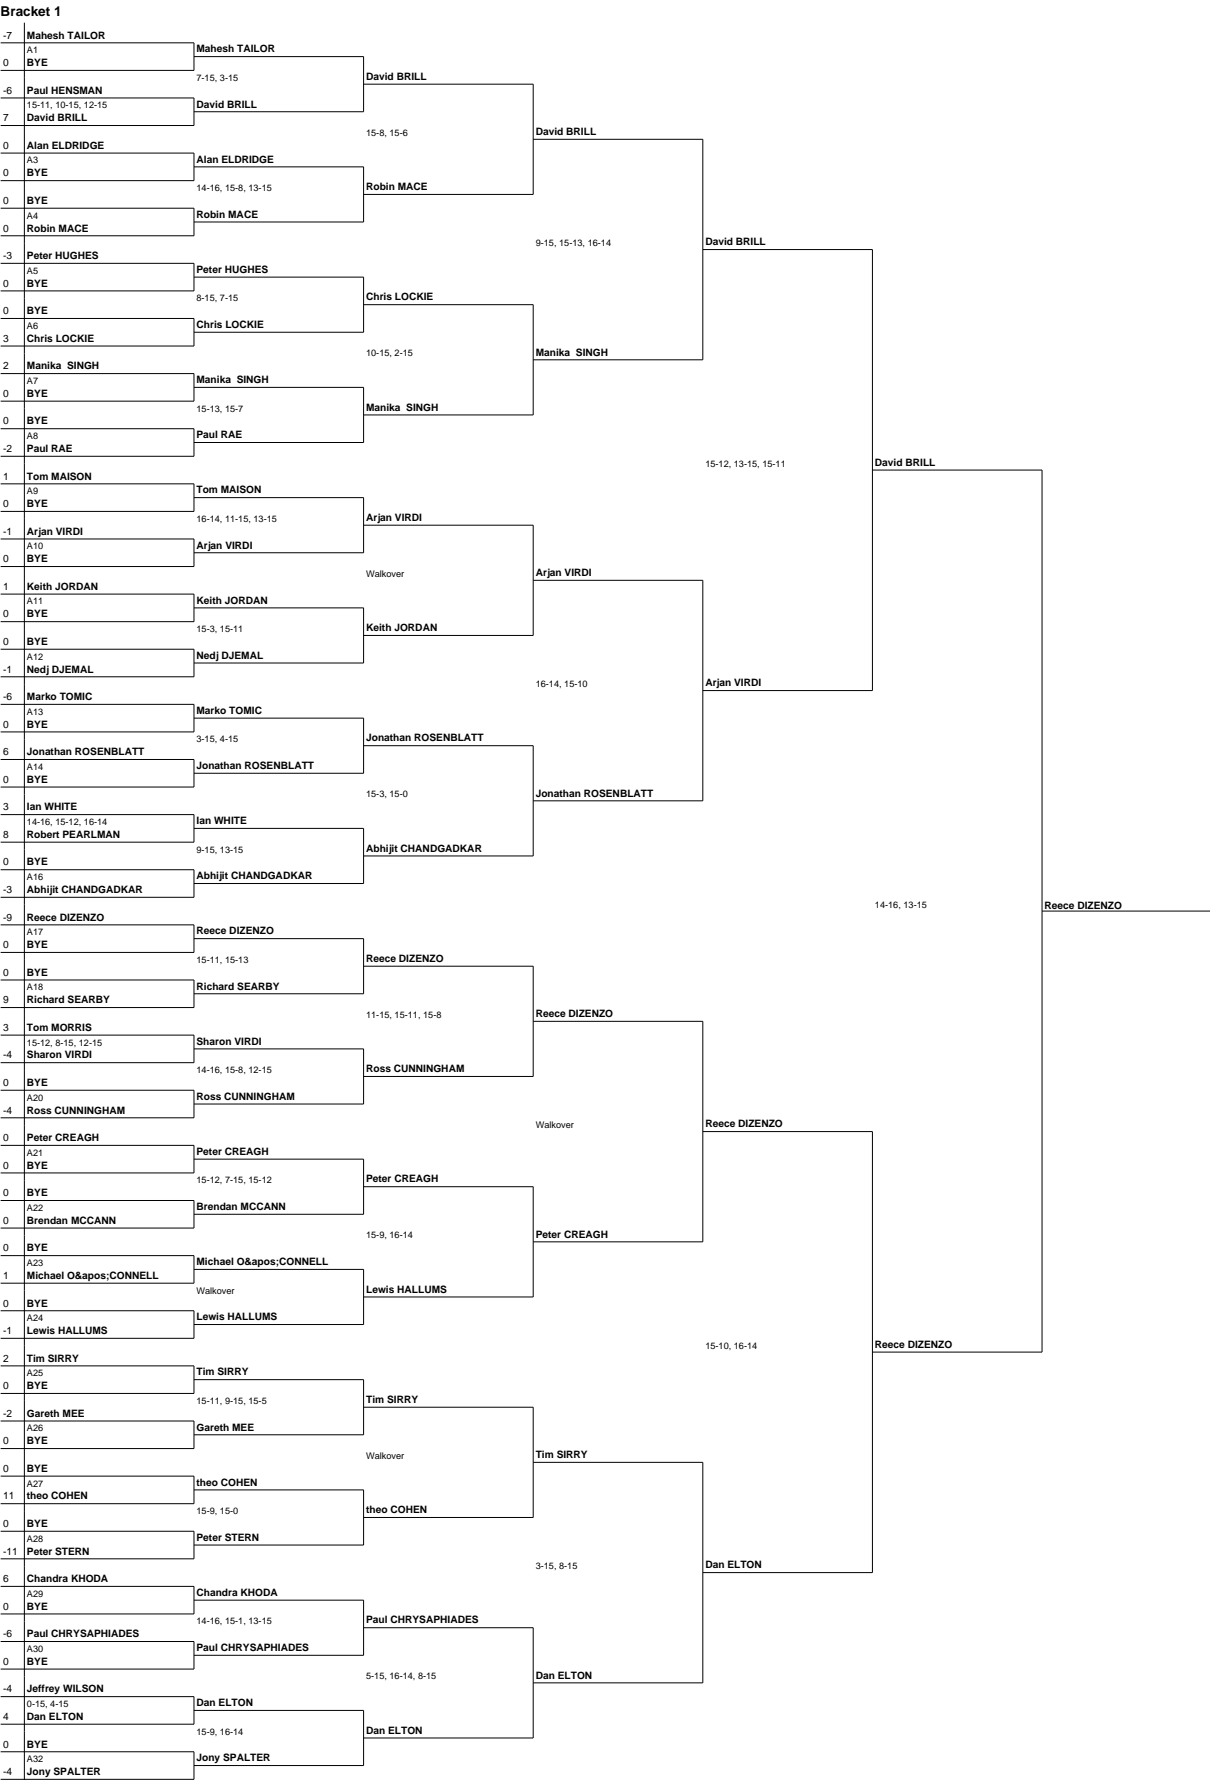 Bracket 1
-7 Mahesh TAILOR
A1 Mahesh TAILOR
0 BYE
7-15, 3-15 David BRILL
-6 Paul HENSMAN
15-11, 10-15, 12-15 David BRILL
7 David BRILL
15-8, 15-6 David BRILL
0 Alan ELDRIDGE
A3 Alan ELDRIDGE
0 BYE
14-16, 15-8, 13-15 Robin MACE
0 BYE
A4 Robin MACE
0 Robin MACE
9-15, 15-13, 16-14 David BRILL
-3 Peter HUGHES
A5 Peter HUGHES
0 BYE
8-15, 7-15 Chris LOCKIE
0 BYE
A6 Chris LOCKIE
3 Chris LOCKIE
10-15, 2-15 Manika  SINGH
2 Manika  SINGH
A7 Manika  SINGH
0 BYE
15-13, 15-7 Manika  SINGH
0 BYE
A8 Paul RAE
-2 Paul RAE
15-12, 13-15, 15-11 David BRILL
1 Tom MAISON
A9 Tom MAISON
0 BYE
16-14, 11-15, 13-15 Arjan VIRDI
-1 Arjan VIRDI
A10 Arjan VIRDI
0 BYE
Walkover Arjan VIRDI
1 Keith JORDAN
A11 Keith JORDAN
0 BYE
15-3, 15-11 Keith JORDAN
0 BYE
A12 Nedj DJEMAL
-1 Nedj DJEMAL
16-14, 15-10 Arjan VIRDI
-6 Marko TOMIC
A13 Marko TOMIC
0 BYE
3-15, 4-15 Jonathan ROSENBLATT
6 Jonathan ROSENBLATT
A14 Jonathan ROSENBLATT
0 BYE
15-3, 15-0 Jonathan ROSENBLATT
3 Ian WHITE
14-16, 15-12, 16-14 Ian WHITE
8 Robert PEARLMAN
9-15, 13-15 Abhijit CHANDGADKAR
0 BYE
A16 Abhijit CHANDGADKAR
-3 Abhijit CHANDGADKAR
14-16, 13-15 Reece DIZENZO
-9 Reece DIZENZO
A17 Reece DIZENZO
0 BYE
15-11, 15-13 Reece DIZENZO
0 BYE
A18 Richard SEARBY
9 Richard SEARBY
11-15, 15-11, 15-8 Reece DIZENZO
3 Tom MORRIS
15-12, 8-15, 12-15 Sharon VIRDI
-4 Sharon VIRDI
14-16, 15-8, 12-15 Ross CUNNINGHAM
0 BYE
A20 Ross CUNNINGHAM
-4 Ross CUNNINGHAM
Walkover Reece DIZENZO
0 Peter CREAGH
A21 Peter CREAGH
0 BYE
15-12, 7-15, 15-12 Peter CREAGH
0 BYE
A22 Brendan MCCANN
0 Brendan MCCANN
15-9, 16-14 Peter CREAGH
0 BYE
A23 Michael O&apos;CONNELL
1 Michael O&apos;CONNELL
Walkover Lewis HALLUMS
0 BYE
A24 Lewis HALLUMS
-1 Lewis HALLUMS
15-10, 16-14 Reece DIZENZO
2 Tim SIRRY
A25 Tim SIRRY
0 BYE
15-11, 9-15, 15-5 Tim SIRRY
-2 Gareth MEE
A26 Gareth MEE
0 BYE
Walkover Tim SIRRY
0 BYE
A27 theo COHEN
11 theo COHEN
15-9, 15-0 theo COHEN
0 BYE
A28 Peter STERN
-11 Peter STERN
3-15, 8-15 Dan ELTON
6 Chandra KHODA
A29 Chandra KHODA
0 BYE
14-16, 15-1, 13-15 Paul CHRYSAPHIADES
-6 Paul CHRYSAPHIADES
A30 Paul CHRYSAPHIADES
0 BYE
5-15, 16-14, 8-15 Dan ELTON
-4 Jeffrey WILSON
0-15, 4-15 Dan ELTON
4 Dan ELTON
15-9, 16-14 Dan ELTON
0 BYE
A32 Jony SPALTER
-4 Jony SPALTER